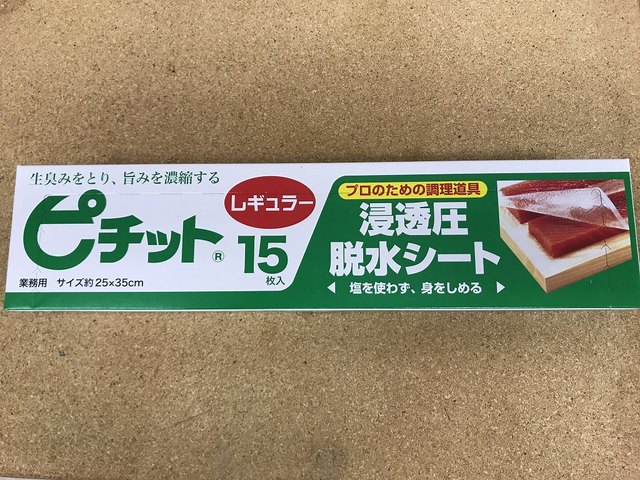 生臭みをとり、旨みを濃縮する
ピチット®
レギュラー
15
枚入
業務用 サイズ約25×35cm
プロのための調理道具
浸透圧
脱水シート
◀ 塩を使わず、身をしめる ▶